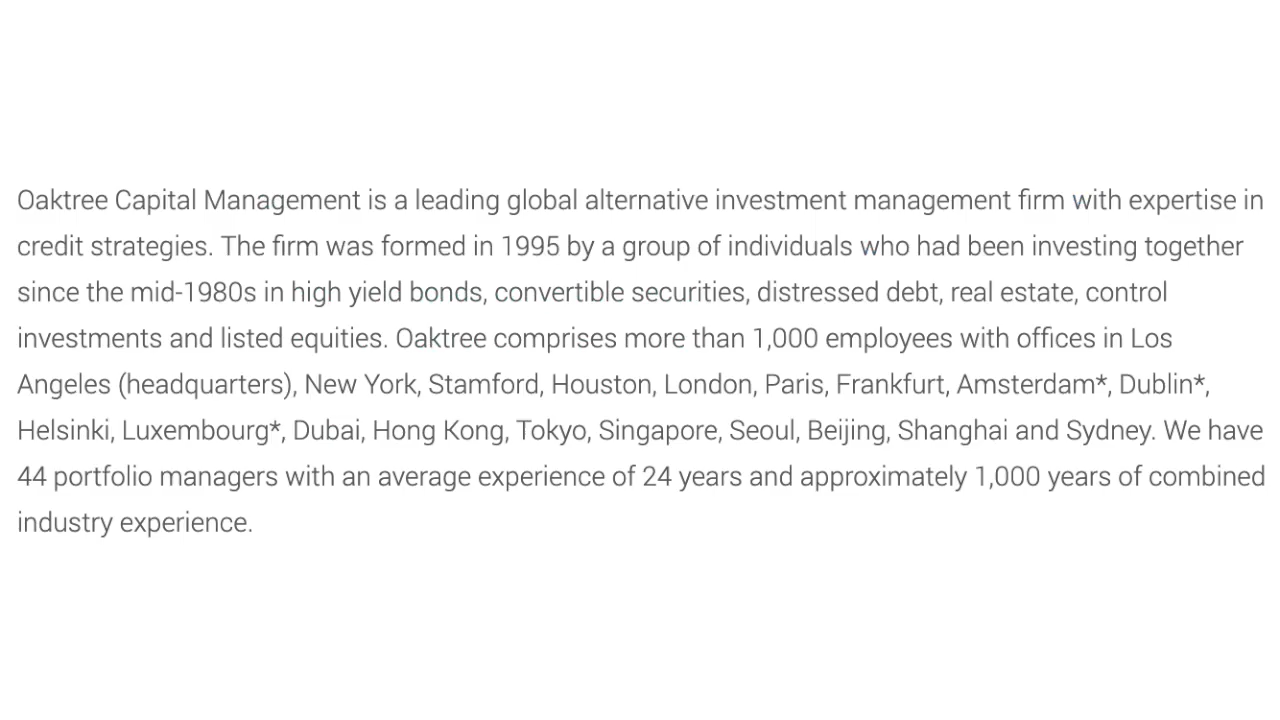 Oaktree Capital Management is a leading global alternative investment management firm with expertise in
credit strategies. The firm was formed in 1995 by a group of individuals who had been investing together
since the mid-1980s in high yield bonds, convertible securities, distressed debt, real estate, control
investments and listed equities. Oaktree comprises more than 1,000 employees with offices in Los
Angeles (headquarters), New York, Stamford, Houston, London, Paris, Frankfurt, Amsterdam*, Dublin*,
Helsinki, Luxembourg*, Dubai, Hong Kong, Tokyo, Singapore, Seoul, Beijing, Shanghai and Sydney. We have
44 portfolio managers with an average experience of 24 years and approximately 1,000 years of combined
industry experience.